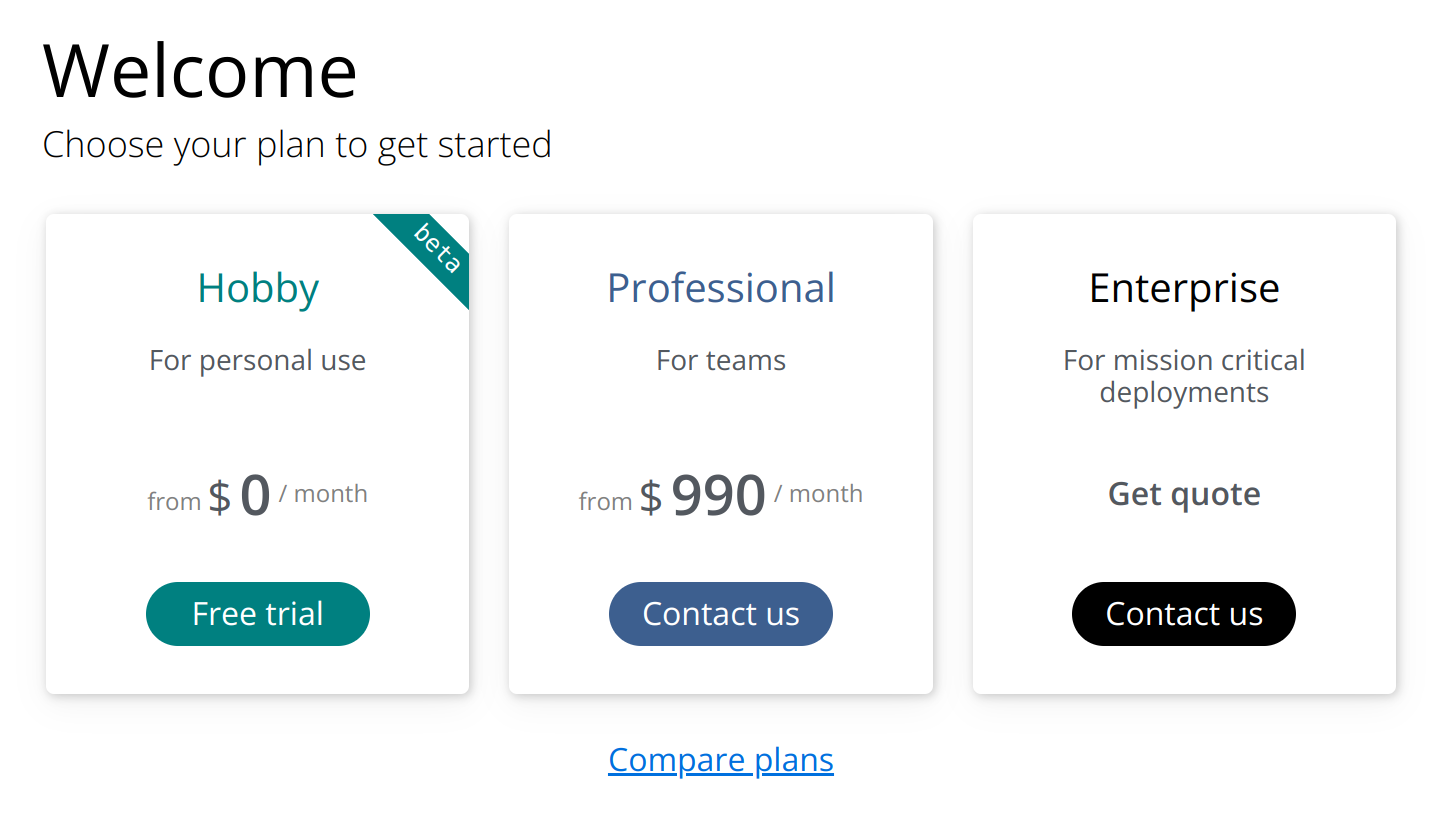 Welcome
Choose your plan to get started
beta
Hobby
For personal use
from $ 0 / month
Free trial
Professional
For teams
from $ 990 / month
Contact us
Enterprise
For mission critical
deployments
Get quote
Contact us
Compare plans